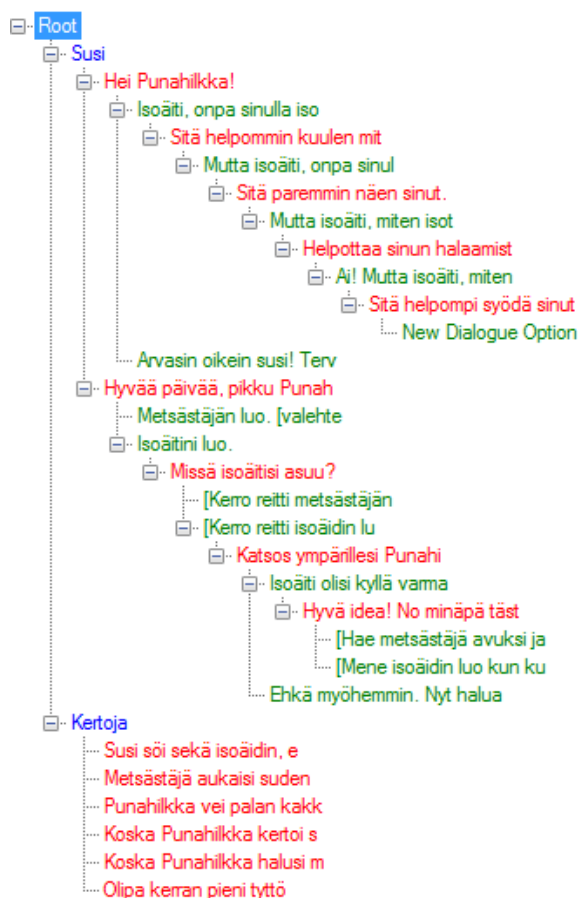 Root
Susi
Hei Punahilkka!
Isoäiti, onpa sinulla iso
Sitä helpommin kuulen mit
Mutta isoäiti, onpa sinul
Sitä paremmin näen sinut.
Mutta isoäiti, miten isot
Helpottaa sinun halaamist
Ai! Mutta isoäiti, miten
Sitä helpompi syödä sinut
New Dialogue Option
Arvasin oikein susi! Terv
Hyvää päivää, pikku Punah
Metsästäjän luo. [valehte
Isoäitini luo.
Missä isoäitisi asuu?
[Kerro reitti metsästäjän
[Kerro reitti isoäidin lu
Katsos ympärillesi Punahi
Isoäiti olisi kyllä varma
Hyvä idea! No minäpä täst
[Hae metsästäjä avuksi ja
[Mene isoäidin luo kun ku
Ehkä myöhemmin. Nyt halua
Kertoja
Susi söi sekä isoäidin, e
Metsästäjä aukaisi suden
Punahilkka vei palan kakk
Koska Punahilkka kertoi s
Koska Punahilkka halusi m
Olipa kerran pieni tyttö